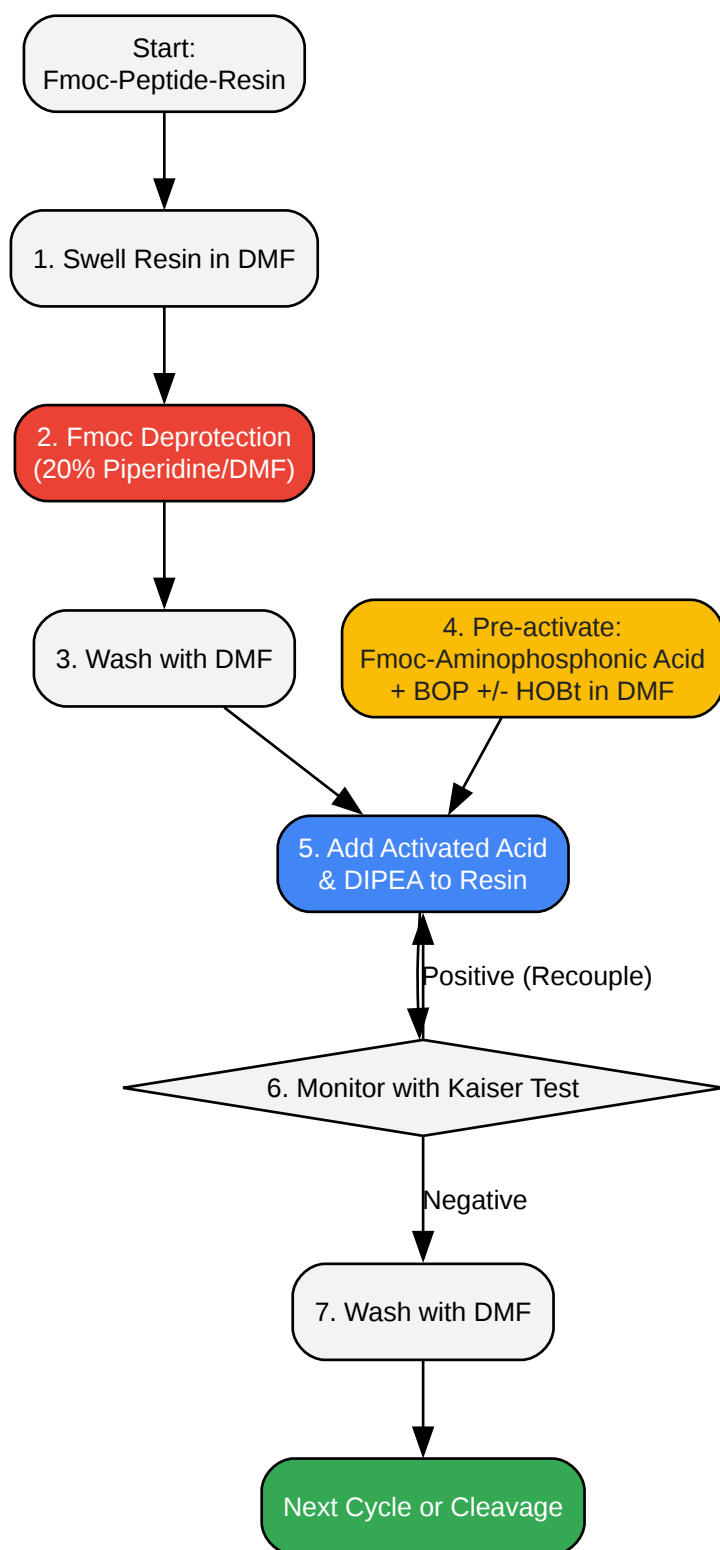 Start:
Fmoc-Peptide-Resin
1. Swell Resin in DMF
2. Fmoc Deprotection
(20% Piperidine/DMF)
3. Wash with DMF
4. Pre-activate:
Fmoc-Aminophosphonic Acid
+ BOP +/- HOBt in DMF
5. Add Activated Acid
& DIPEA to Resin
Positive (Recouple)
6. Monitor with Kaiser Test
Negative
7. Wash with DMF
Next Cycle or Cleavage